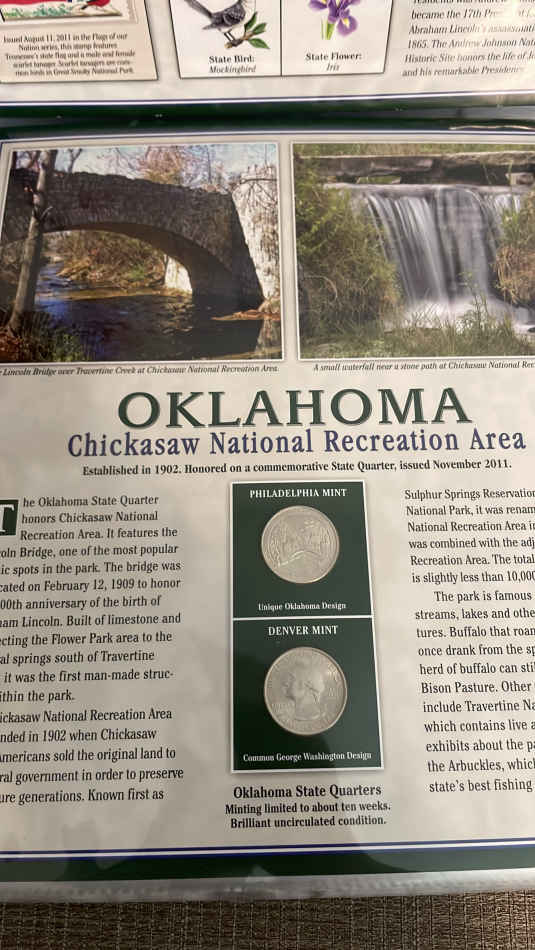 Issued August 11, 2011 in the Flags of our
Nation series, this stamp features
Tennessee's state flag and a male and female
scarlet tanager. Scarlet tanagers are com-
mon birds in Great Smoky National Park.
State Bird:
Mockingbird
State Flower:
Iris
residents was Andrew
became the 17th
Abraham Lincoln's
1865. The Andrew Johnson
Historic Site honors the life of
and his remarkable Presidency.
Lincoln Bridge over Travertine Creek at Chickasaw National Recreation Area.
A small waterfall near a stone path at Chickasaw National
OKLAHOMA
Chickasaw National Recreation Area
Established in 1902. Honored on a commemorative State Quarter, issued November 2011.
The Oklahoma State Quarter
honors Chickasaw National
Recreation Area. It features the
coln Bridge, one of the most popular
ic spots in the park. The bridge was
cated on February 12, 1909 to honor
00th anniversary of the birth of
ham Lincoln. Built of limestone and
ecting the Flower Park area to the
al springs south of Travertine
it was the first man-made struc-
ithin the park.
ickasaw National Recreation Area
nded in 1902 when Chickasaw
Americans sold the original land to
ral government in order to preserve
ure generations. Known first as
PHILADELPHIA MINT
Unique Oklahoma Design
DENVER MINT
Common George Washington Design
Oklahoma State Quarters
Minting limited to about ten weeks.
Brilliant uncirculated condition.
Sulphur Springs Reservation
National Park, it was renam
National Recreation Area in
was combined with the adj
Recreation Area. The total
is slightly less than 10,000
The park is famous
streams, lakes and othe
tures. Buffalo that roam
once drank from the sp
herd of buffalo can stil
Bison Pasture. Other
include Travertine Na
which contains live a
exhibits about the pa
the Arbuckles, which
state's best fishing